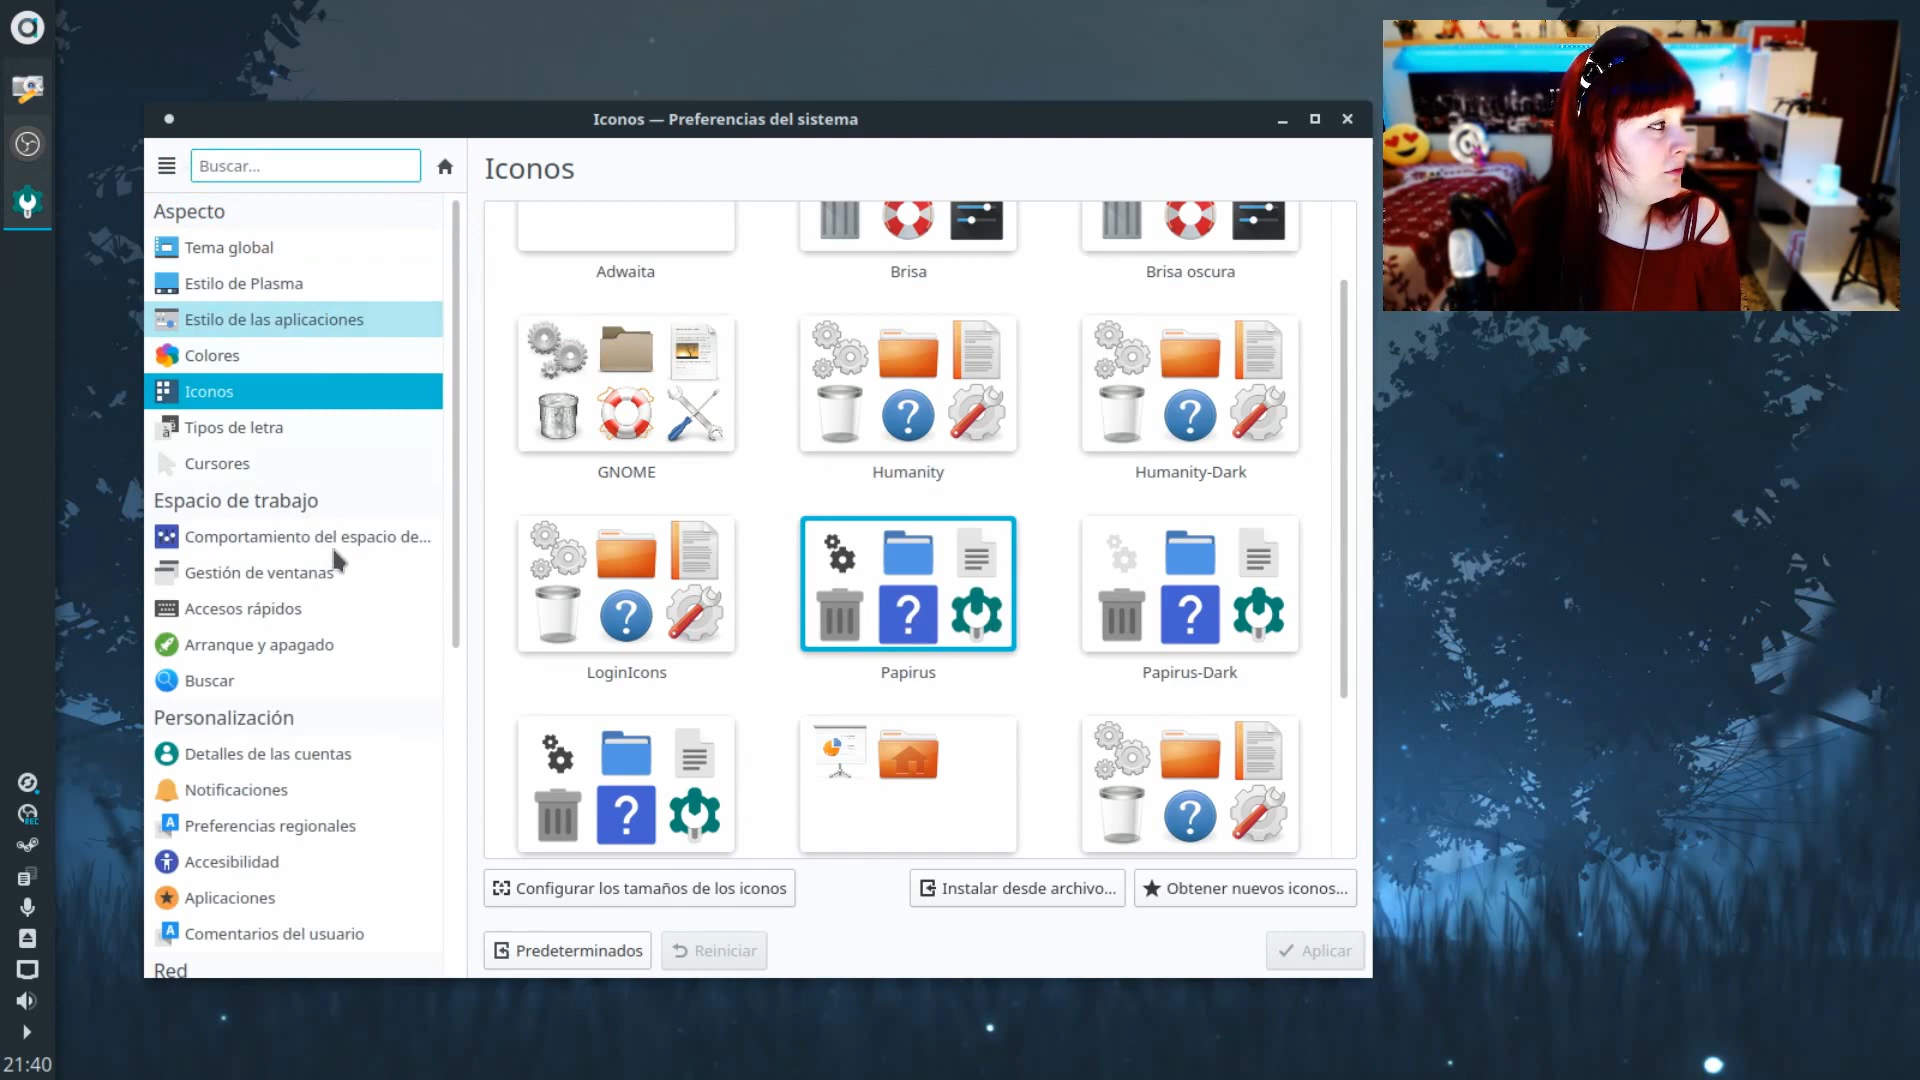 Iconos — Preferencias del sistema
Buscar...
Iconos
Aspecto
Tema global
Estilo de Plasma
Estilo de las aplicaciones
Colores
Iconos
Tipos de letra
Cursores
Espacio de trabajo
Comportamiento del espacio de...
Gestión de ventanas
Accesos rápidos
Arranque y apagado
Buscar
Personalización
Detalles de las cuentas
Notificaciones
Preferencias regionales
Accesibilidad
Aplicaciones
Comentarios del usuario
Red
Adwaita
Brisa
Brisa oscura
GNOME
Humanity
Humanity-Dark
LoginIcons
Papirus
Papirus-Dark
Configurar los tamaños de los iconos
Instalar desde archivo...
Obtener nuevos iconos...
Predeterminados
Reiniciar
Aplicar
REC
21:40